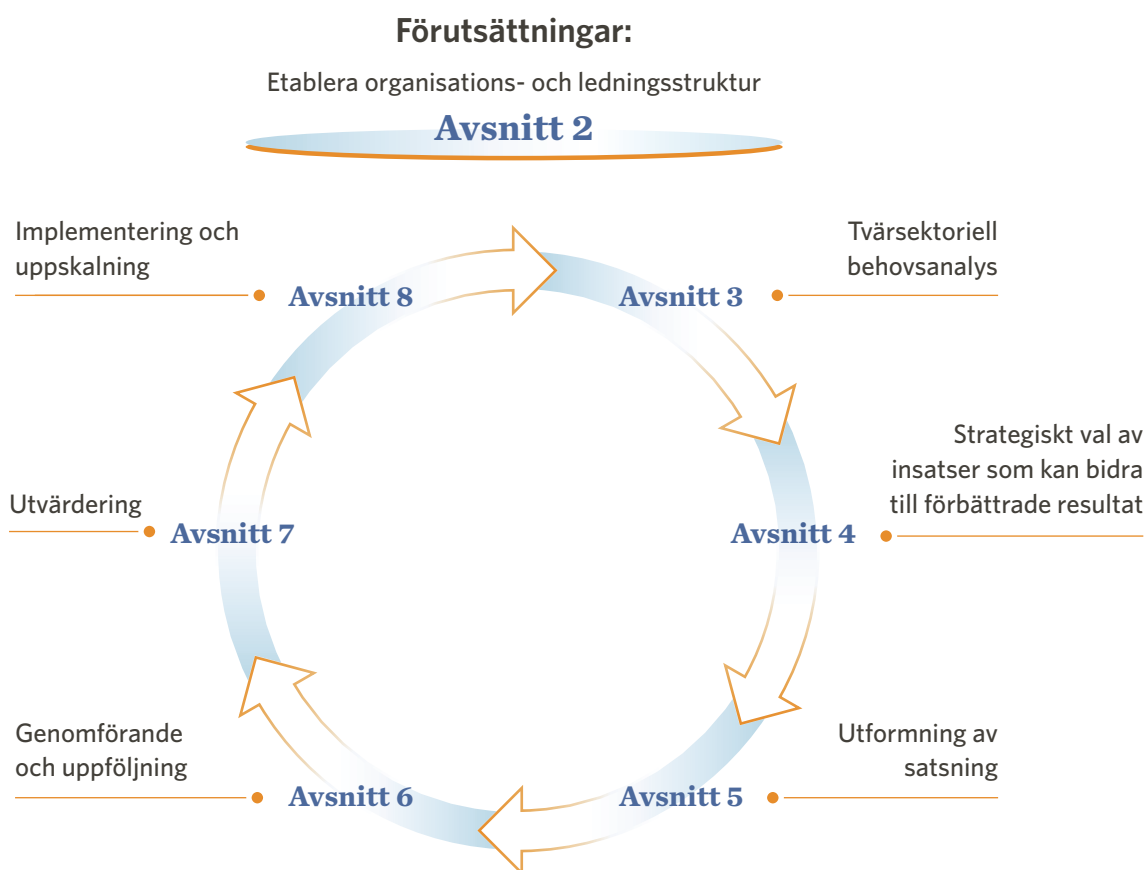 Förutsättningar:
Etablera organisations- och ledningsstruktur
Avsnitt 2
Implementering och
uppskalning
Avsnitt 8
Avsnitt 3
Tvärsektoriell
behovsanalys
Strategiskt val av
insatser som kan bidra
till förbättrade resultat
Avsnitt 4
Utvärdering
Avsnitt 7
Genomförande
och uppföljning
Avsnitt 6
Avsnitt 5
Utformning av
satsning